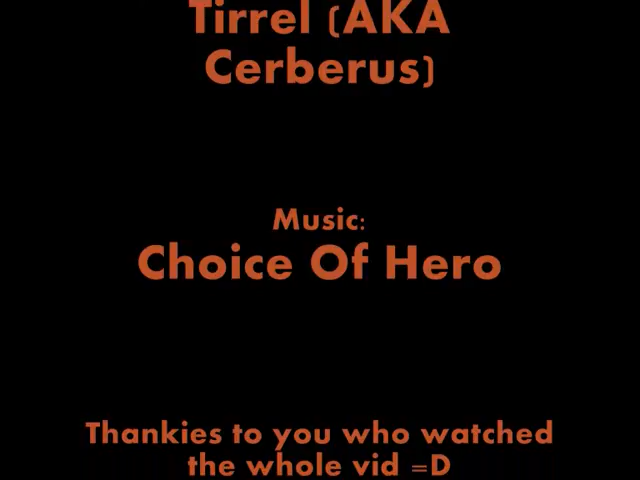 Tirrel (AKA
Cerberus)
Music:
Choice Of Hero
Thankies to you who watched
the whole vid =D